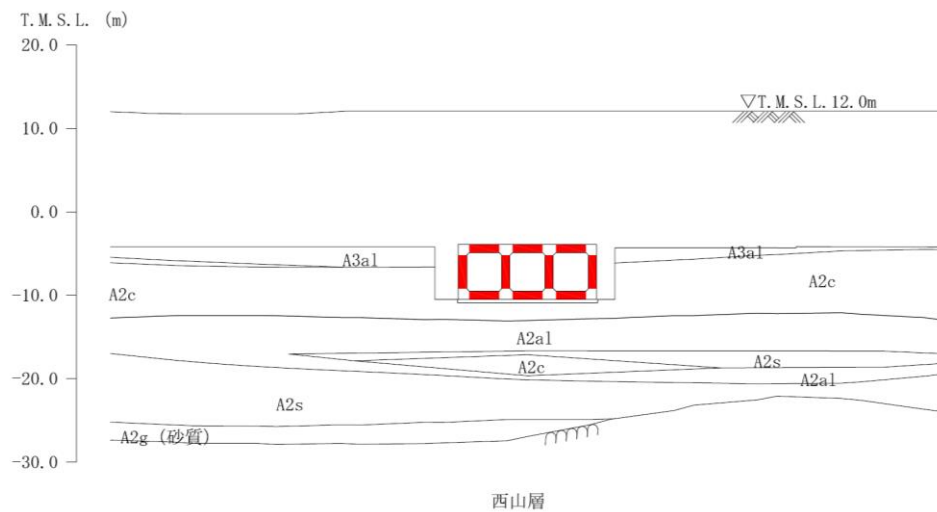 T.M.S.L. (m)
20.0
▽T.M.S.L.12.0m
10.0
0.0
A3al
A3al
A2c
A2c
-10.0
A2al
A2s
A2c
-20.0
A2al
A2s
A2g (砂質)
-30.0
西山層